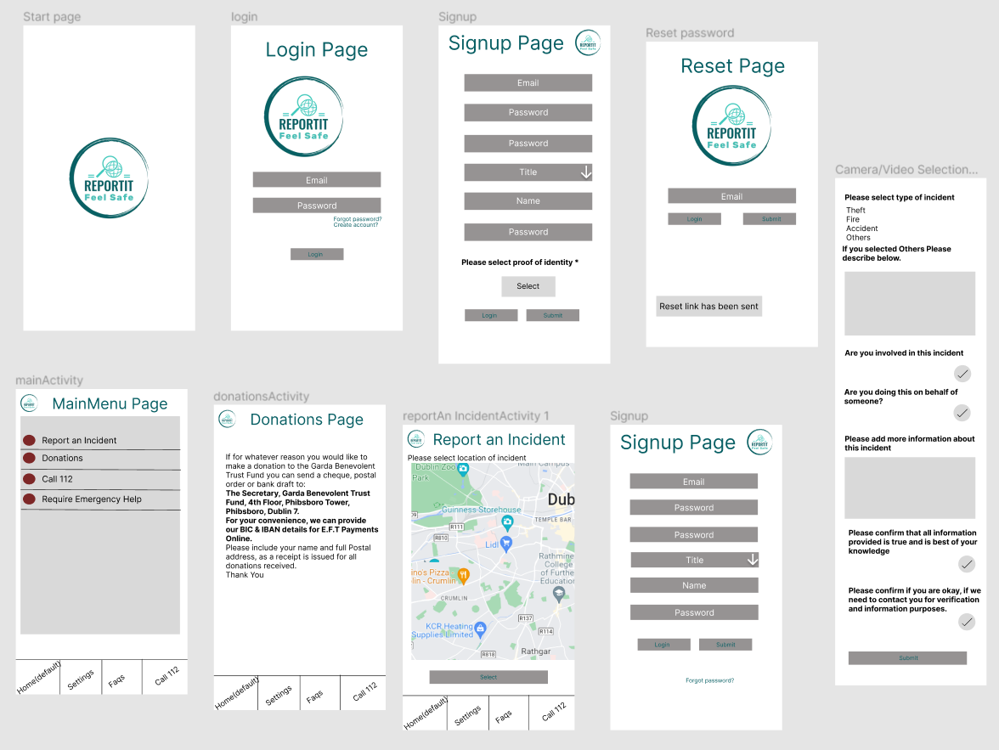 Start page
REPORTIT
Feel Safe
login
Login Page
REPORTIT
Feel Safe
Email
Password
Forgot password?
Create account?
Login
Signup
Signup Page
REPORTIT
Feel Safe
Email
Password
Password
Title
Name
Password
Please select proof of identity *
Select
Login
Submit
Reset password
Reset Page
REPORTIT
Feel Safe
Email
Login
Submit
Reset link has been sent
Camera/Video Selection...
Please select type of incident
Theft
Fire
Accident
Others
If you selected Others Please
describe below.
Are you involved in this incident
Are you doing this on behalf of
someone?
Please add more information about
this incident
Please confirm that all information
provided is true and is best of your
knowledge
Please confirm if you are okay, if we
need to contact you for verification
and information purposes.
Submit
mainActivity
MainMenu Page
Report an Incident
Donations
Call 112
Require Emergency Help
Home(default)
Settings
Faqs
Call 112
donationsActivity
Donations Page
If for whatever reason you would like to
make a donation to the Garda Benevolent
Trust Fund you can send a cheque, postal
order or bank draft to:
The Secretary, Garda Benevolent Trust
Fund, 4th Floor, Phibsboro Tower,
Phibsboro, Dublin 7.
For your convenience, we can provide
our BIC & IBAN details for E.F.T Payments
Online.
Please include your name and full Postal
address, as a receipt is issued for all
donations received.
Thank You
Home(default)
Settings
Faqs
Call 112
reportAn IncidentActivity 1
Report an Incident
Please select location of incident
Dublin Zoo
Main Campus,
Park
Dub
Guinness Storehouse
TEMPLE BAR
R111
R810
Lidl
Rathmine
College
of Furthe
Education
ino's Pizza
lin - Crumlin
CRUMLIN
R137
KCR Heating
Supplies Limited
R114
R818
Rathgar
Select
Home(default)
Settings
Faqs
Call 112
Signup
Signup Page
REPORTIT
Feel Safe
Email
Password
Password
Title
Name
Password
Login
Submit
Forgot password?